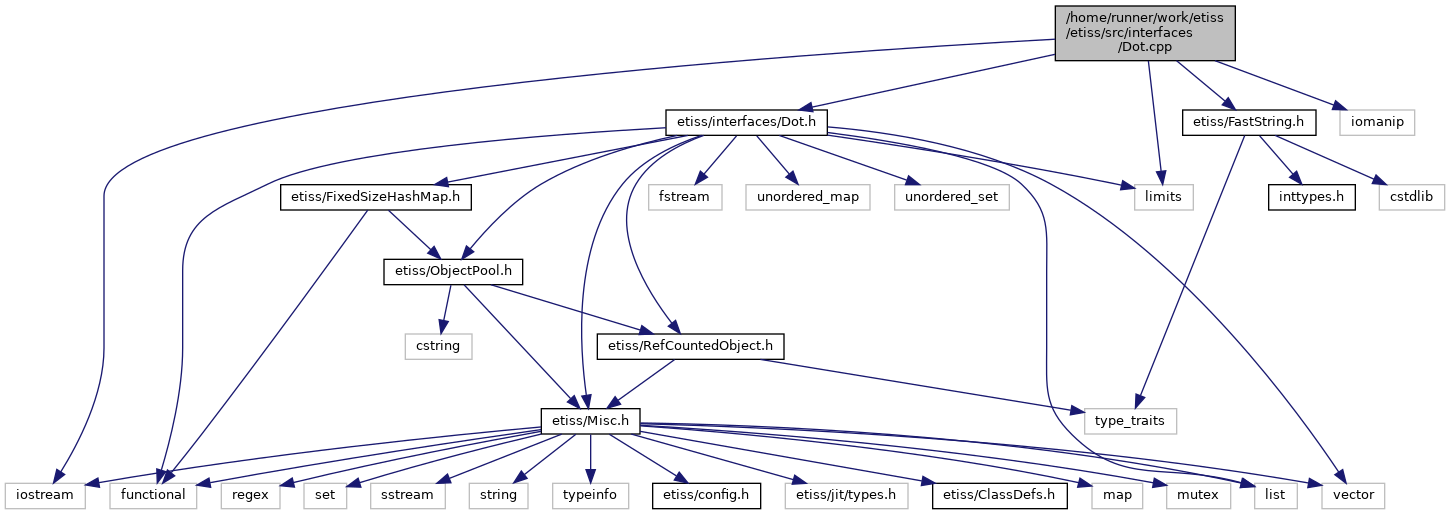 /home/runner/work/etiss
/etiss/src/interfaces
/Dot.cpp
etiss/interfaces/Dot.h
etiss/FastString.h
iomanip
etiss/FixedSizeHashMap.h
fstream
unordered_map
unordered_set
limits
inttypes.h
cstdlib
etiss/ObjectPool.h
cstring
etiss/RefCountedObject.h
etiss/Misc.h
type_traits
iostream
functional
regex
set
sstream
string
typeinfo
etiss/config.h
etiss/jit/types.h
etiss/ClassDefs.h
map
mutex
list
vector